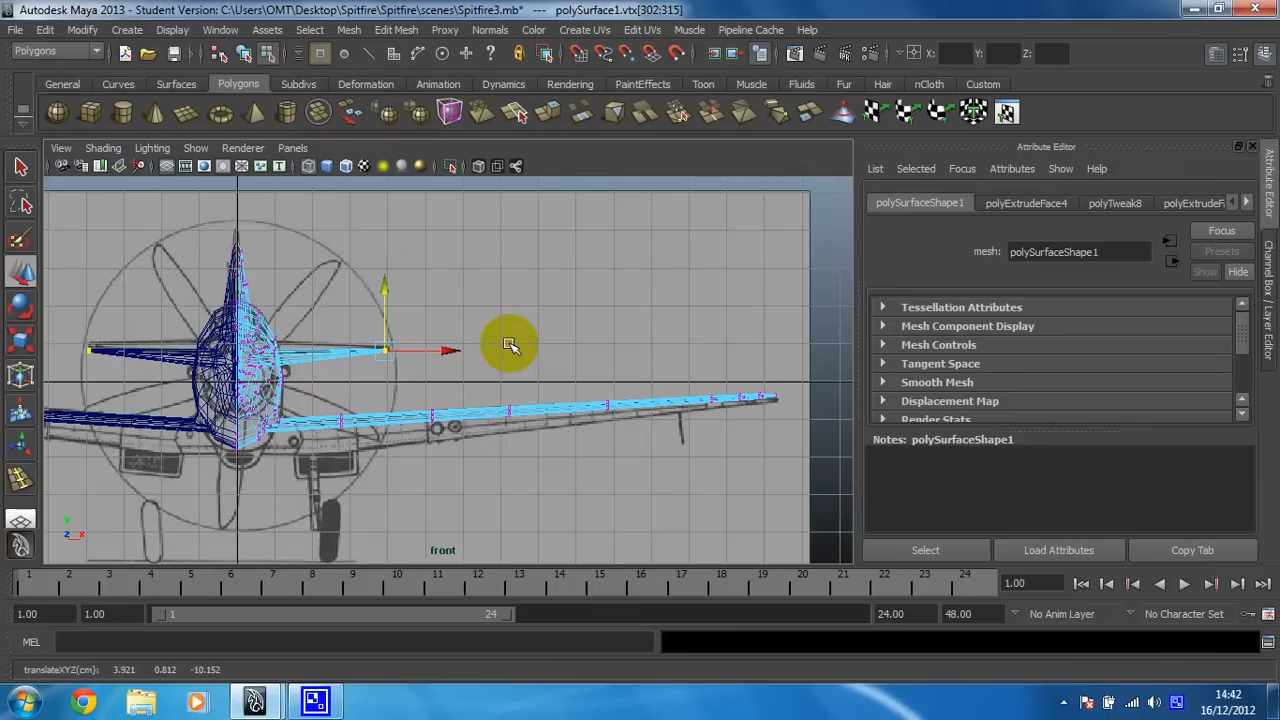 Autodesk Maya 2013 - Student Version: C:\Users\OMT\Desktop\Spitfire\Spitfire\scenes\Spitfire3.mb*   ---   polySurface1.vtx[302:315]
File Edit Modify Create Display Window Assets Select Mesh Edit Mesh Proxy Normals Color Create UVs Edit UVs Muscle Pipeline Cache Help
Polygons X: Y: Z:
General Curves Surfaces Polygons Subdivs Deformation Animation Dynamics Rendering PaintEffects Toon Muscle Fluids Fur Hair nCloth Custom
View Shading Lighting Show Renderer Panels
Attribute Editor
List Selected Focus Attributes Show Help
polySurfaceShape1 polyExtrudeFace4 polyTweak8 polyExtrudeF
Focus
mesh: polySurfaceShape1
Presets
Show Hide
Tessellation Attributes
Mesh Component Display
Mesh Controls
Tangent Space
Smooth Mesh
Displacement Map
Render Stats
Notes: polySurfaceShape1
Select Load Attributes Copy Tab
Attribute Editor
Channel Box / Layer Editor
y
z x
front
1 2 3 4 5 6 7 8 9 10 11 12 13 14 15 16 17 18 19 20 21 22 23 24
1.00
1.00 1.00 1 24 24.00 48.00 No Anim Layer No Character Set
MEL
translateXYZ(cm): 3.921 0.812 -10.152
14:42
16/12/2012